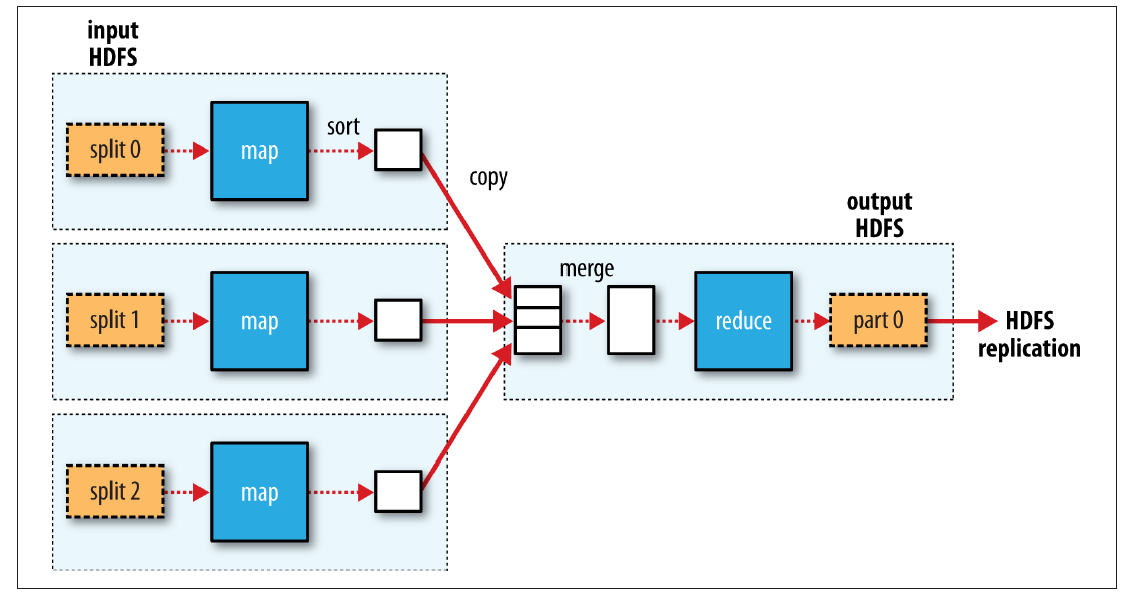 input
HDFS
split 0
map
sort
copy
split 1
map
split 2
map
output
HDFS
merge
reduce
part 0
HDFS
replication